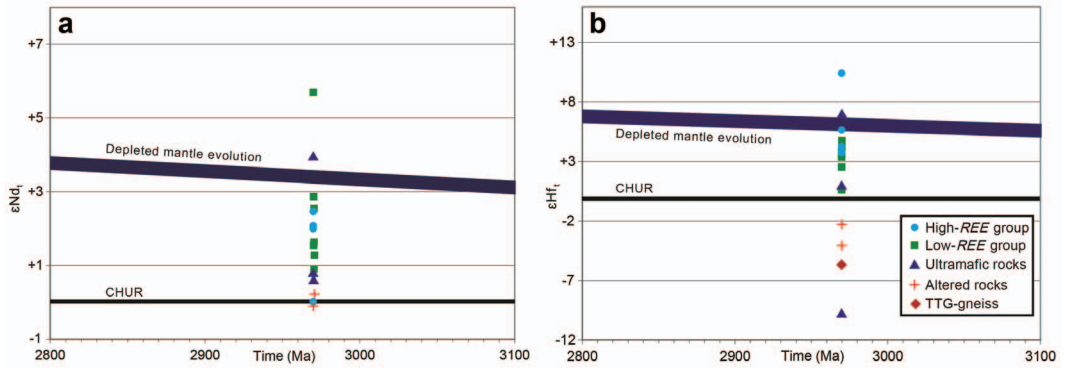 a
+7
+5
+3
+1
-1
εNdt
Depleted mantle evolution
CHUR
2800
2900
Time (Ma)
3000
3100
b
+13
+8
+3
-2
-7
-12
εHft
Depleted mantle evolution
CHUR
High-REE group
Low-REE group
Ultramafic rocks
Altered rocks
TTG-gneiss
2800
2900
Time (Ma)
3000
3100